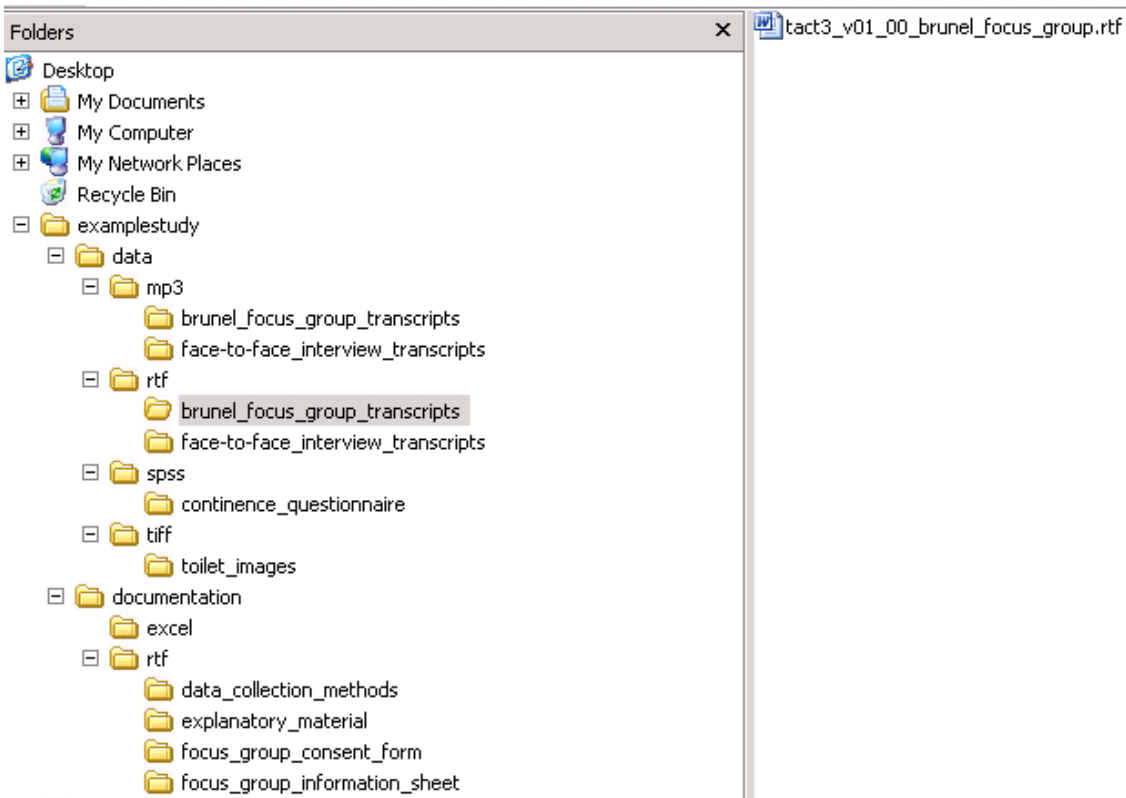 Folders
tact3_v01_00_brunel_focus_group.rtf
Desktop
My Documents
My Computer
My Network Places
Recycle Bin
examplestudy
data
mp3
brunel_focus_group_transcripts
face-to-face_interview_transcripts
rtf
brunel_focus_group_transcripts
face-to-face_interview_transcripts
spss
continence_questionnaire
tiff
toilet_images
documentation
excel
rtf
data_collection_methods
explanatory_material
focus_group_consent_form
focus_group_information_sheet